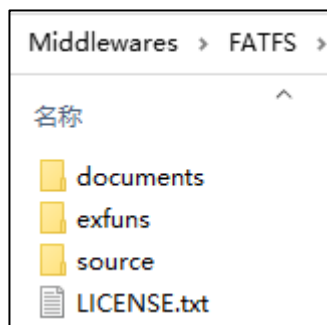 Middlewares > FATFS >
名称
documents
exfuns
source
LICENSE.txt